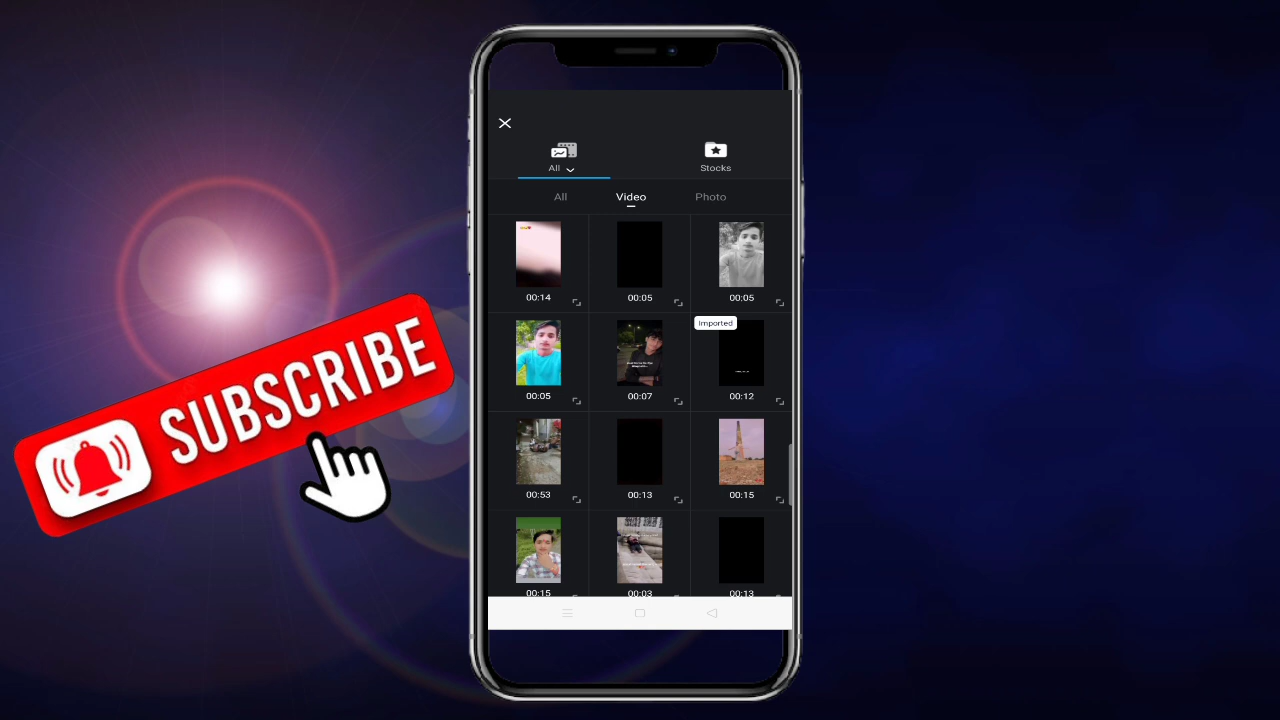 SUBSCRIBE
All
Stocks
All Video Photo
00:14 00:05 00:05
Imported
00:05 00:07 00:12
00:53 00:13 00:15
00:15 00:03 00:13